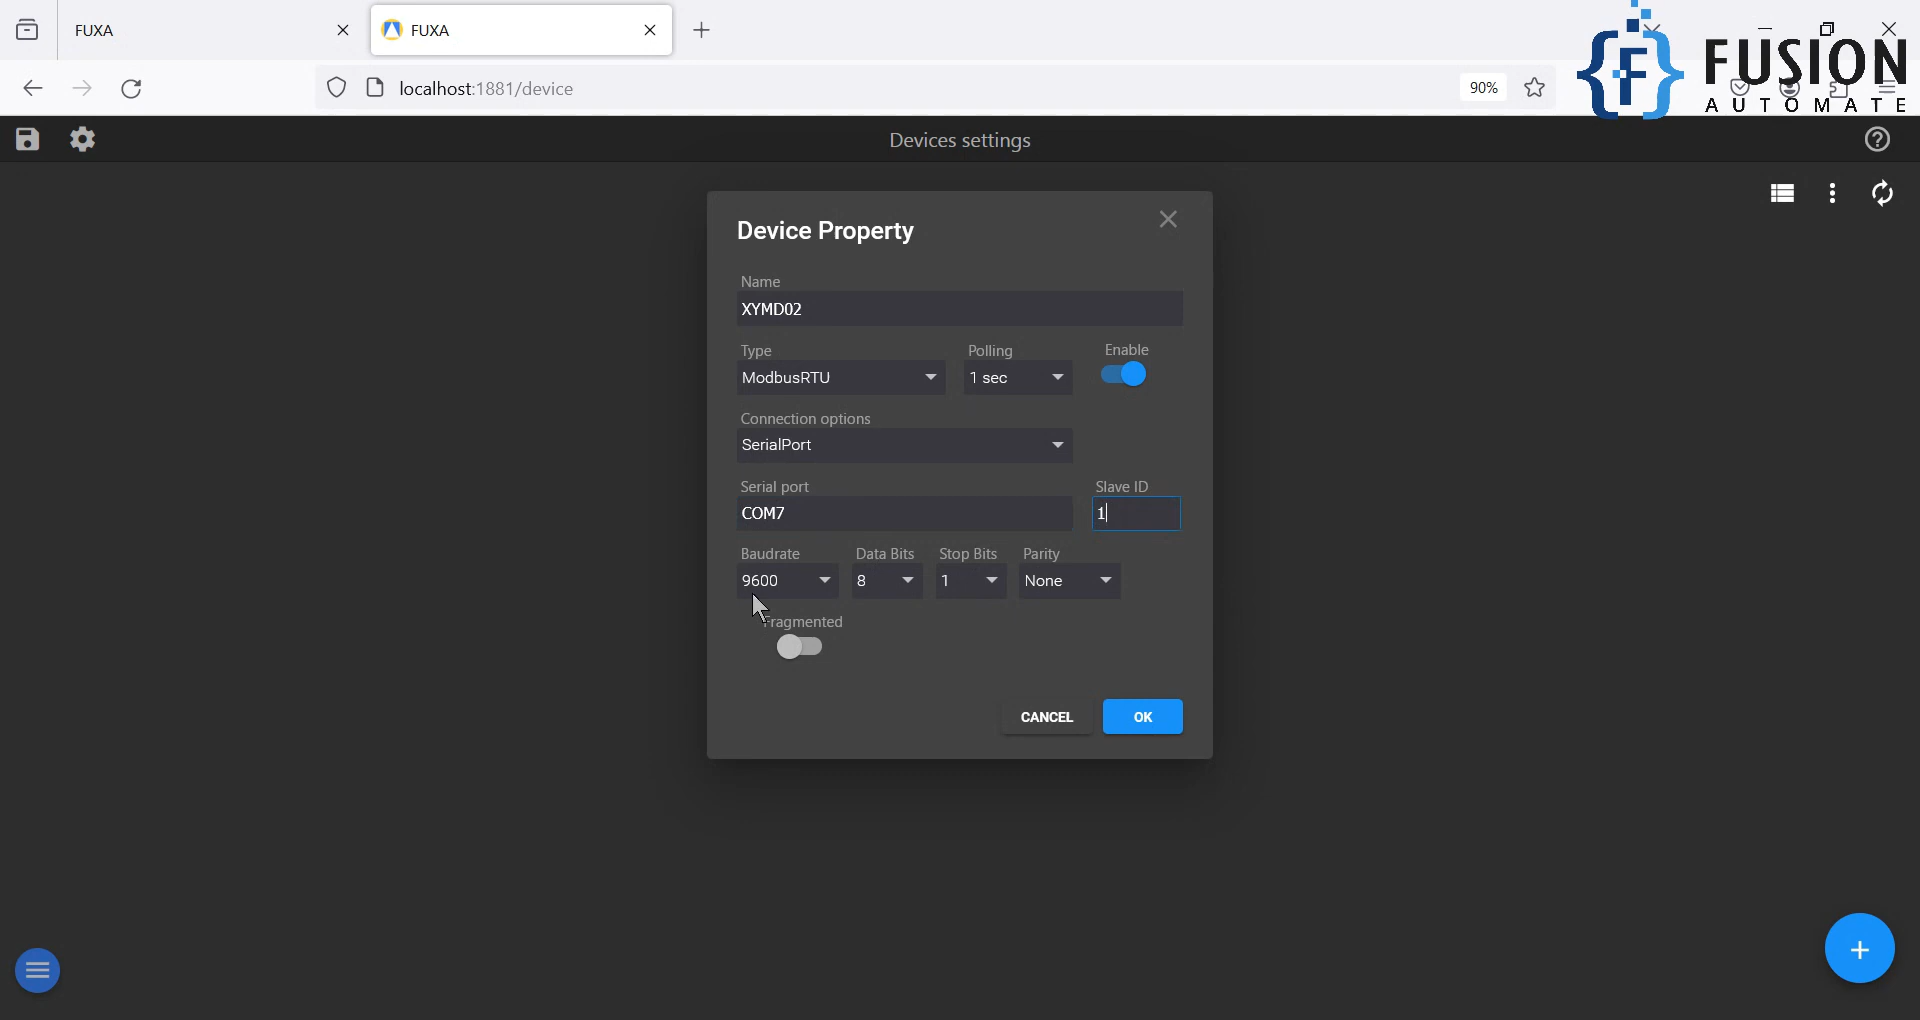 FUXA
FUXA
localhost:1881/device
90%
FUSION
AUTOMATE
Devices settings
Device Property
Name
XYMD02
Type
Polling
Enable
ModbusRTU
1 sec
Connection options
SerialPort
Serial port
Slave ID
COM7
1
Baudrate
Data Bits
Stop Bits
Parity
9600
8
1
None
Fragmented
CANCEL
OK